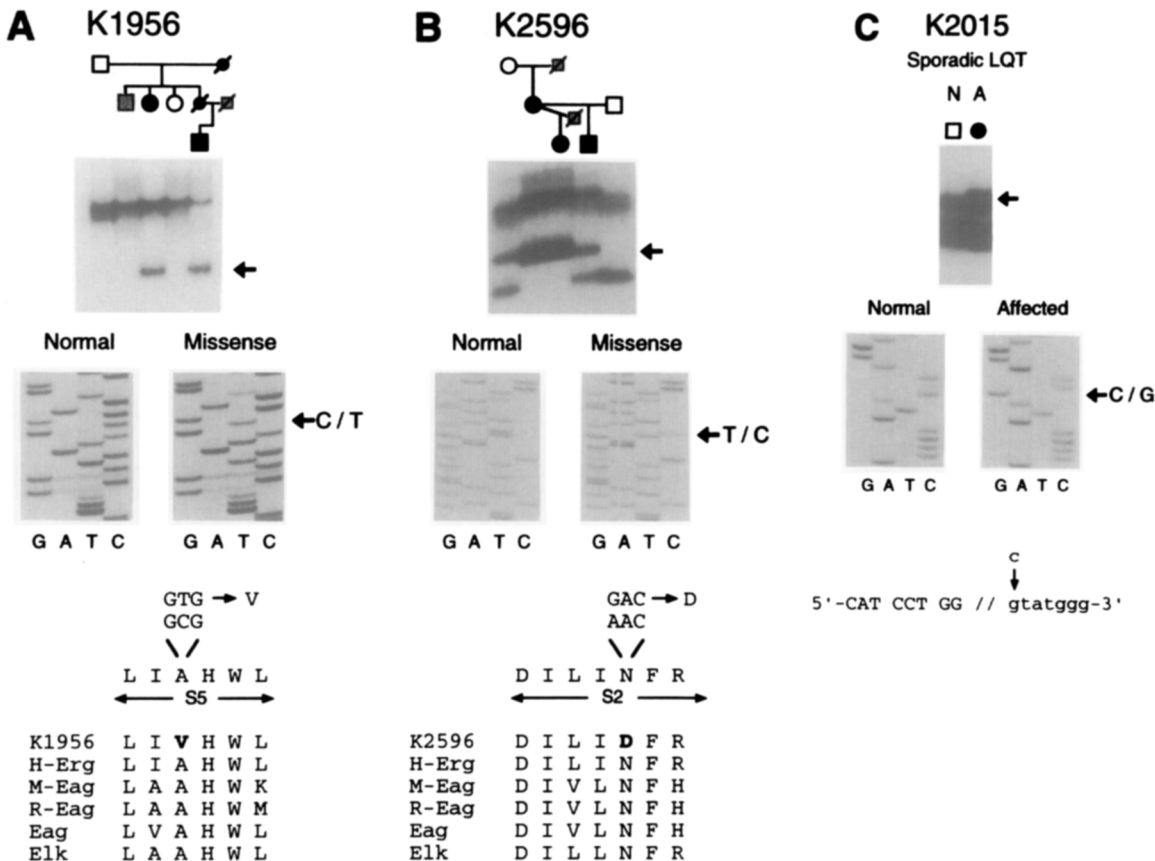 A K1956
Normal Missense
C / T
G A T C G A T C
GTG → V
GCG
L I A H W L
S5
K1956 L I V H W L
H-Erg L I A H W L
M-Eag L A A H W K
R-Eag L A A H W M
Eag L V A H W L
Elk L A A H W L
B K2596
Normal Missense
T / C
G A T C G A T C
GAC → D
AAC
D I L I N F R
S2
K2596 D I L I D F R
H-Erg D I L I N F R
M-Eag D I V L N F H
R-Eag D I V L N F H
Eag D I V L N F H
Elk D I L L N F R
C K2015
Sporadic LQT
N A
Normal Affected
C / G
G A T C G A T C
c
5'-CAT CCT GG // gtatggg-3'